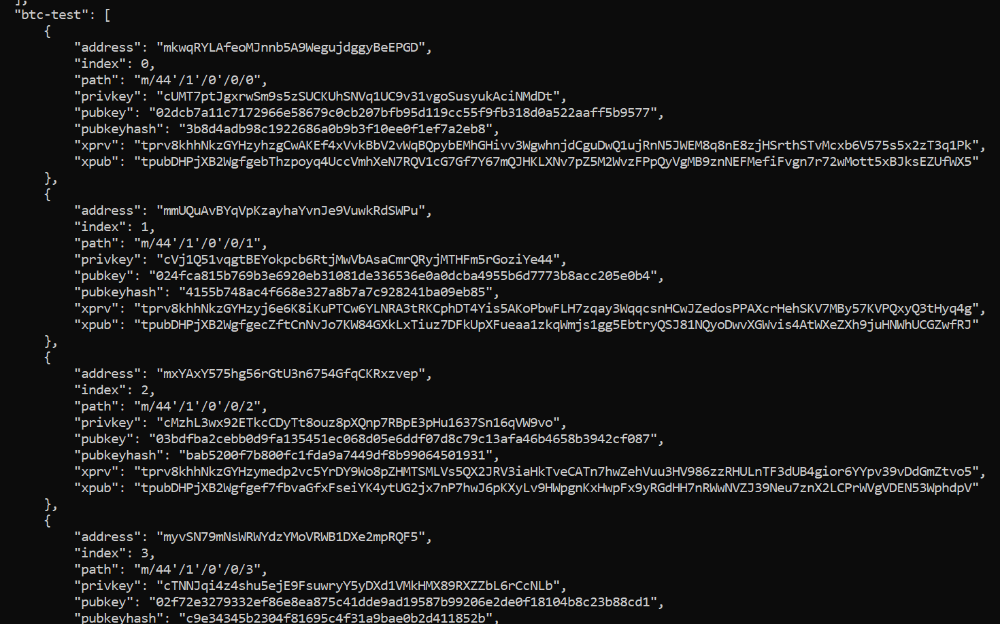 ],
"btc-test": [
{
"address": "mkwqRYLAfeoMJnnb5A9WegujdggyBeEPGD",
"index": 0,
"path": "m/44'/1'/0'/0/0",
"privkey": "cUMT7ptJgxrwSm9s5zSUCKUhSNVq1UC9v31vgoSusyukAciNMdDt",
"pubkey": "02dcb7a11c7172966e58679c0cb207bfb95d119cc55f9fb318d0a522aaff5b9577",
"pubkeyhash": "3b8d4adb98c1922686a0b9b3f10ee0f1ef7a2eb8",
"xprv": "tprv8khhNkzGYHzyhzgCwAKEf4xVvkBbV2vWqBQpybEMhGHivv3WgwhnjdCguDwQ1ujRnN5JWEM8q8nE8zjHSrthSTvMcxb6V575s5x2zT3q1Pk",
"xpub": "tpubDHPjXB2WgfgebThzpoyq4UccVmhXeN7RQV1cG7Gf7Y67mQJHKLXNv7pZ5M2WvzFPpQyVgMB9znNEFMefiFvgn7r72wMott5xBJksEZUfWX5"
},
{
"address": "mmUQuAvBYqVpKzayhaYvnJe9VuwkRdSWPu",
"index": 1,
"path": "m/44'/1'/0'/0/1",
"privkey": "cVj1Q51vqgtBEYokpcb6RtjMwVbAsaCmrQRyjMTHFm5rGoziYe44",
"pubkey": "024fca815b769b3e6920eb31081de336536e0a0dcba4955b6d7773b8acc205e0b4",
"pubkeyhash": "4155b748ac4f668e327a8b7a7c928241ba09eb85",
"xprv": "tprv8khhNkzGYHzyj6e6K8iKuPTCw6YLNRA3tRKCphDT4Yis5AKoPbwFLH7zqay3WqqcsnHCwJZedosPPAXcrHehSKV7MBy57KVPQxyQ3tHyq4g",
"xpub": "tpubDHPjXB2WgfgecZftCnNvJo7KW84GXkLxTiuz7DFkUpXFueaa1zkqWmjs1gg5EbtryQSJ81NQyoDwvXGWvis4AtWXeZXh9juHNWhUCGZwfRJ"
},
{
"address": "mxYAxY575hg56rGtU3n6754GfqCKRxzvep",
"index": 2,
"path": "m/44'/1'/0'/0/2",
"privkey": "cMzhL3wx92ETkcCDyTt8ouz8pXQnp7RBpE3pHu1637Sn16qVW9vo",
"pubkey": "03bdfba2cebb0d9fa135451ec068d05e6ddf07d8c79c13afa46b4658b3942cf087",
"pubkeyhash": "bab5200f7b800fc1fda9a7449df8b99064501931",
"xprv": "tprv8khhNkzGYHzymedp2vc5YrDY9Wo8pZHMTSMLVs5QX2JRV3iaHkTveCATn7hwZehVuu3HV986zzRHULnTF3dUB4gior6YYpv39vDdGmZtvo5",
"xpub": "tpubDHPjXB2Wgfgef7fbvaGfxFseiYK4ytUG2jx7nP7hwJ6pKXyLv9HWpgnKxHwpFx9yRGdHH7nRWwNVZJ39Neu7znX2LCPrWVgVDEN53WphdpV"
},
{
"address": "myvSN79mNsWRWYdzYMoVRWB1DXe2mpRQF5",
"index": 3,
"path": "m/44'/1'/0'/0/3",
"privkey": "cTNNJqi4z4shu5ejE9FsuwryY5yDXd1VMkHMX89RXZZbL6rCcNLb",
"pubkey": "02f72e3279332ef86e8ea875c41dde9ad19587b99206e2de0f18104b8c23b88cd1",
"pubkeyhash": "c9e34345b2304f81695c4f31a9bae0b2d411852b",